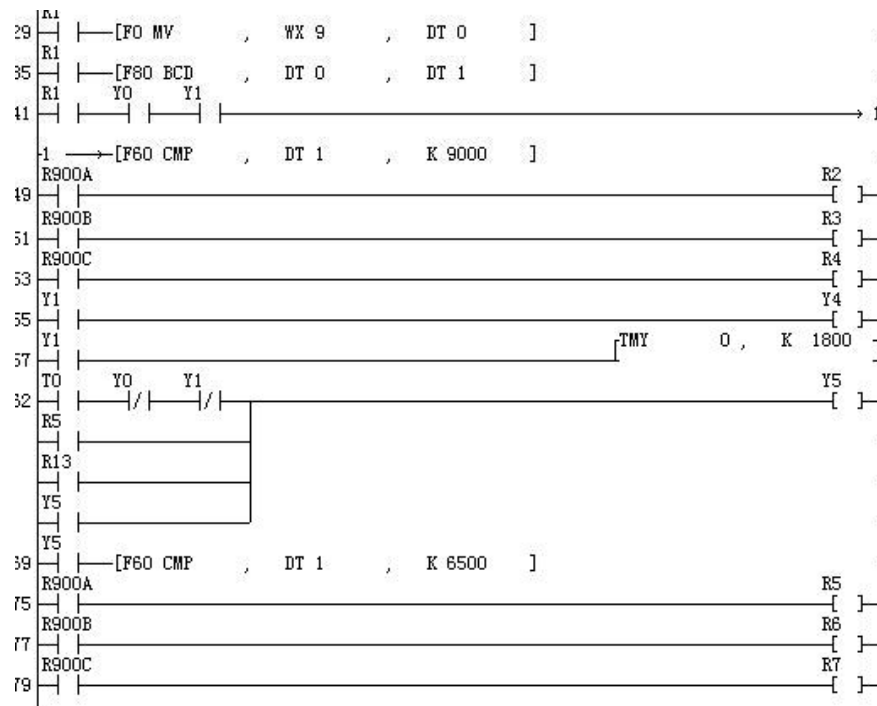 R1
29 [F0 MV , WX 9 , DT 0 ]
R1
35 [F80 BCD , DT 0 , DT 1 ]
R1 Y0 Y1
41 1
1 [F60 CMP , DT 1 , K 9000 ]
R900A R2
49 [ ]
R900B R3
51 [ ]
R900C R4
53 [ ]
Y1 Y4
55 [ ]
Y1 TMY 0 , K 1800
57
T0 Y0 Y1 Y5
62 [ ]
R5
R13
Y5
Y5
69 [F60 CMP , DT 1 , K 6500 ]
R900A R5
75 [ ]
R900B R6
77 [ ]
R900C R7
79 [ ]